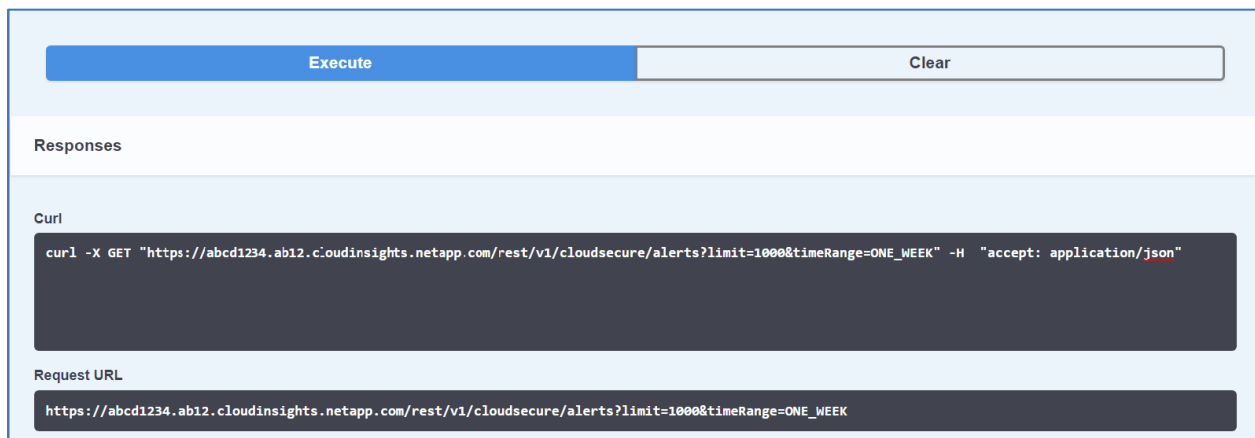 Execute
Clear
Responses
Curl
curl -X GET "https://abcd1234.ab12.cloudinsights.netapp.com/rest/v1/cloudsecure/alerts?limit=1000&timeRange=ONE_WEEK" -H  "accept: application/json"
Request URL
https://abcd1234.ab12.cloudinsights.netapp.com/rest/v1/cloudsecure/alerts?limit=1000&timeRange=ONE_WEEK